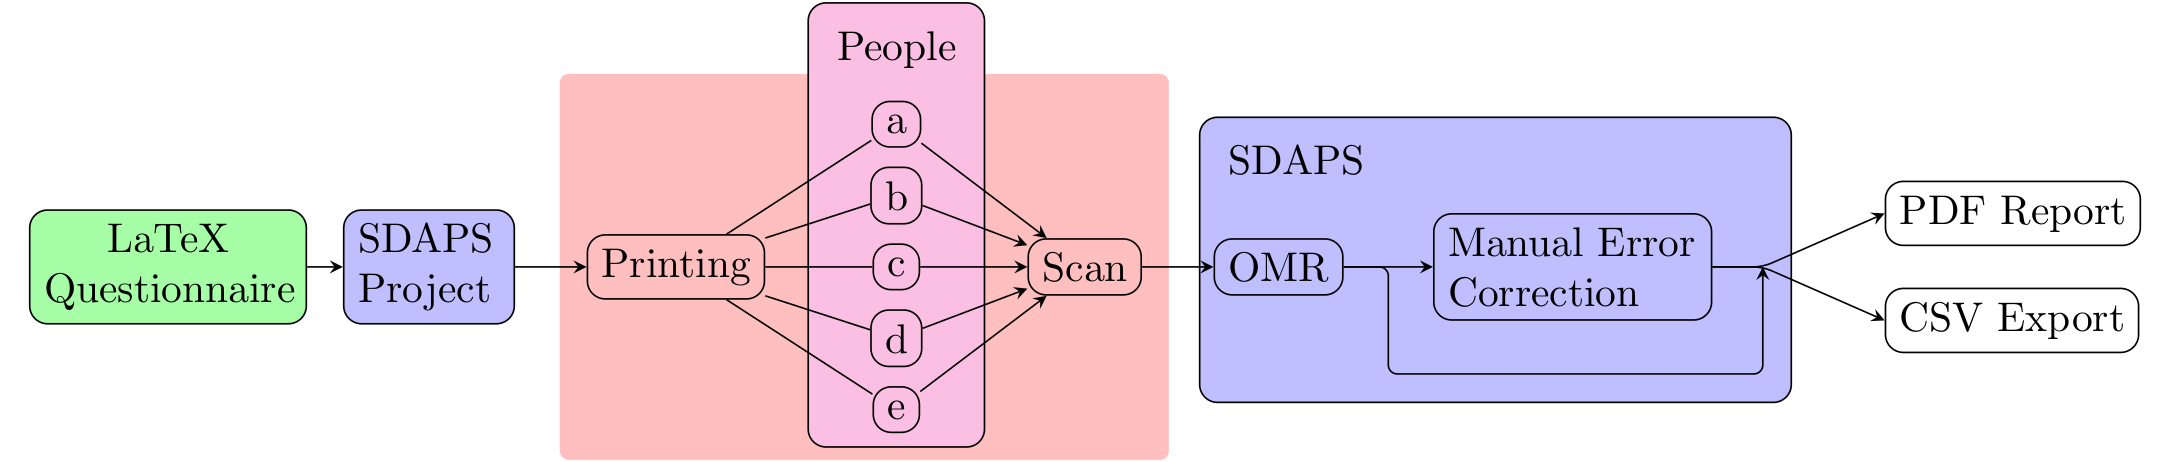 LaTeX
Questionnaire
SDAPS
Project
Printing
People
a
b
c
d
e
Scan
SDAPS
OMR
Manual Error
Correction
PDF Report
CSV Export